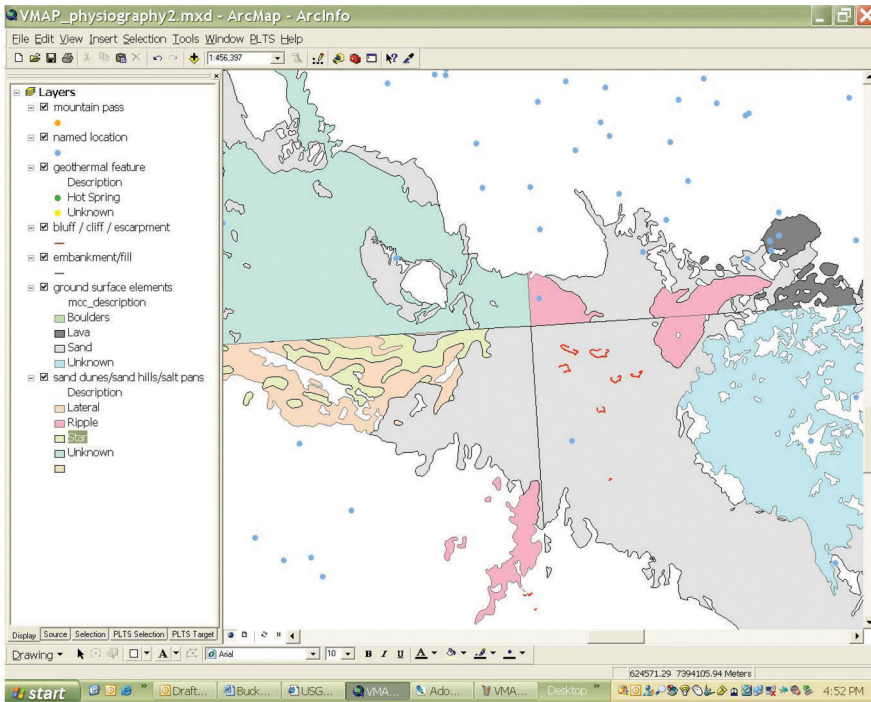 VMAP_physiography2.mxd - ArcMap - ArcInfo
File Edit View Insert Selection Tools Window PLTS Help
1:456,397
Layers
mountain pass
named location
geothermal feature
Description
Hot Spring
Unknown
bluff / cliff / escarpment
embankment/fill
ground surface elements
mcc_description
Boulders
Lava
Sand
Unknown
sand dunes/sand hills/salt pans
Description
Lateral
Ripple
Star
Unknown
Display Source Selection PLTS Selection PLTS Target
Drawing A Arial 10 B I U A
624571.29 7394105.94 Meters
start Draft... Buck... USG... VMA... Ado... VMA... Desktop 4:52 PM